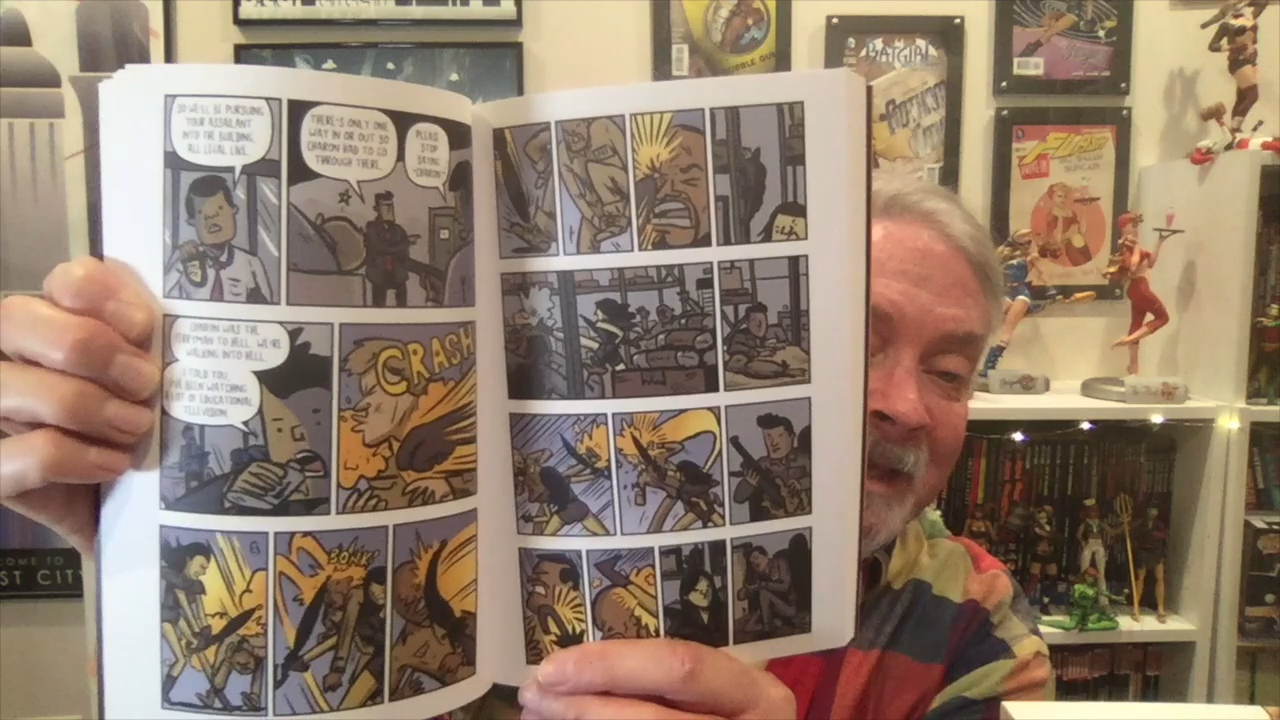 SO WE'LL BE PURSUING
YOUR ASSAILANT
INTO THE BUILDING.
ALL LEGAL LIKE.
THERE'S ONLY ONE
WAY IN OR OUT SO
CHARON HAD TO GO
THROUGH THERE.
PLEASE
STOP
SAYING
"CHARON"
CHARON WAS THE
FERRYMAN TO HELL. WE'RE
WALKING INTO HELL.
I TOLD YOU,
I'VE BEEN WATCHING
A LOT OF EDUCATIONAL
TELEVISION.
CRASH
BONK!
BATGIRL
COME TO
ST CITY